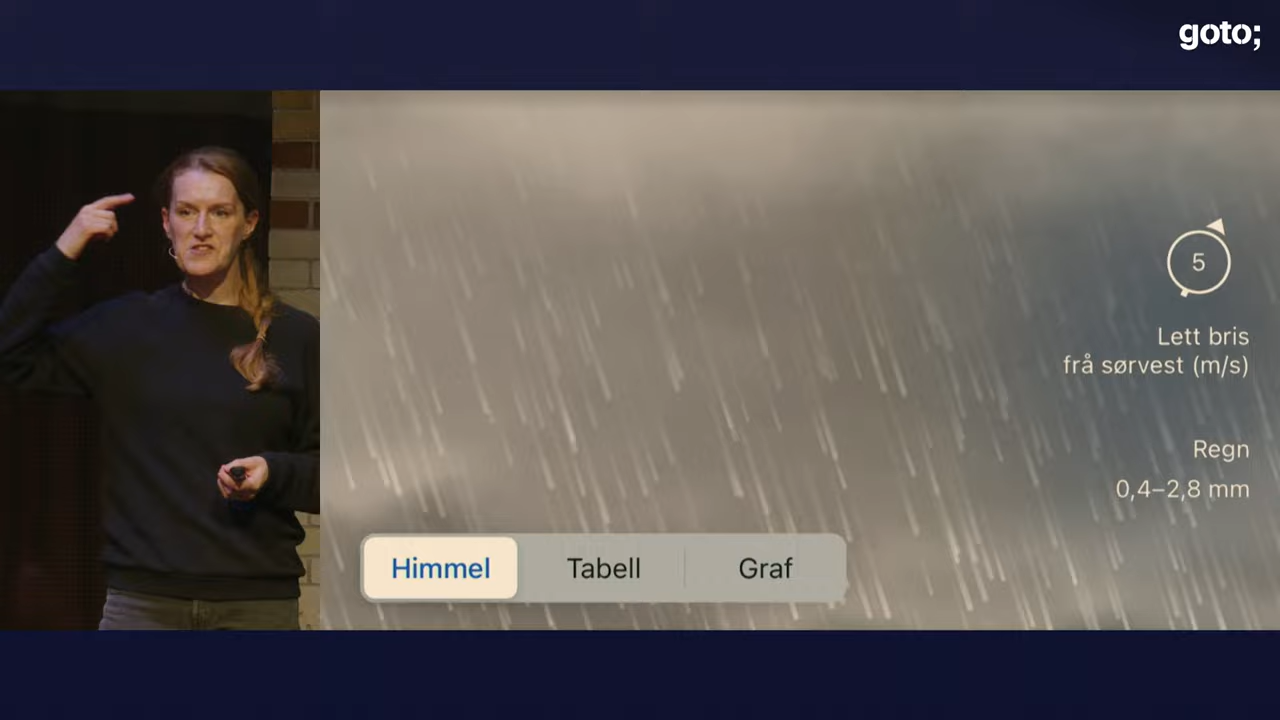 goto;
5
Lett bris
frå sørvest (m/s)
Regn
0,4–2,8 mm
Himmel
Tabell
Graf